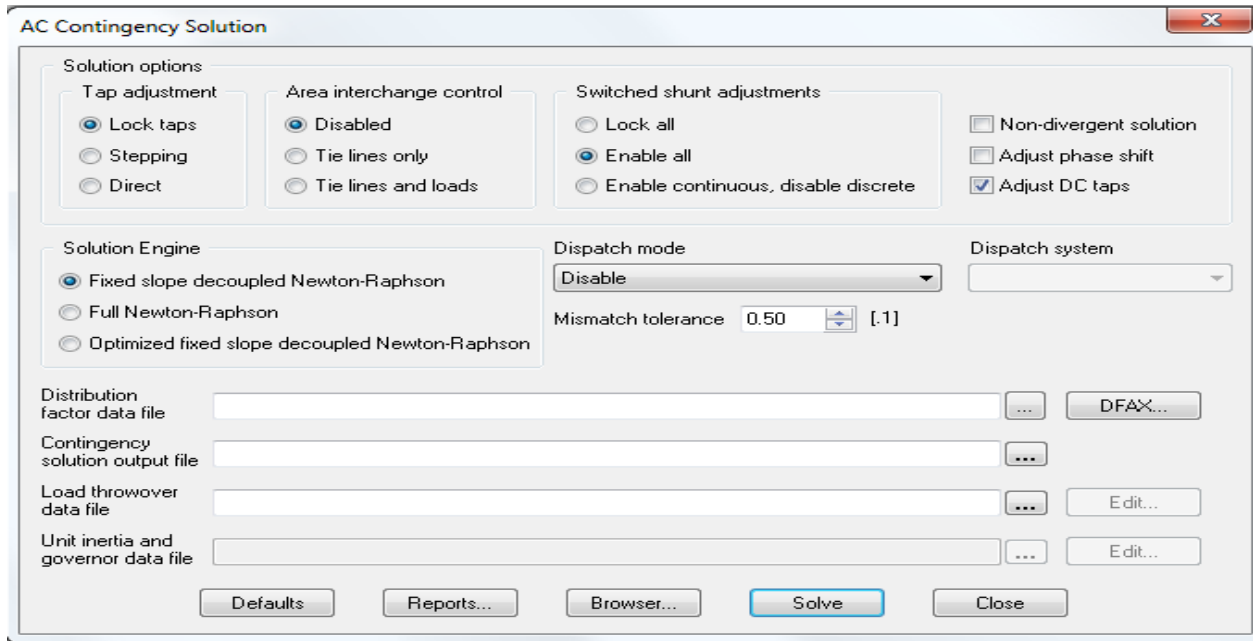 AC Contingency Solution
Solution options
Tap adjustment
Lock taps
Stepping
Direct
Area interchange control
Disabled
Tie lines only
Tie lines and loads
Switched shunt adjustments
Lock all
Enable all
Enable continuous, disable discrete
Non-divergent solution
Adjust phase shift
Adjust DC taps
Solution Engine
Fixed slope decoupled Newton-Raphson
Full Newton-Raphson
Optimized fixed slope decoupled Newton-Raphson
Dispatch mode
Disable
Dispatch system
Mismatch tolerance 0.50 [.1]
Distribution
factor data file
... DFAX...
Contingency
solution output file
...
Load throwover
data file
... Edit...
Unit inertia and
governor data file
... Edit...
Defaults Reports... Browser... Solve Close